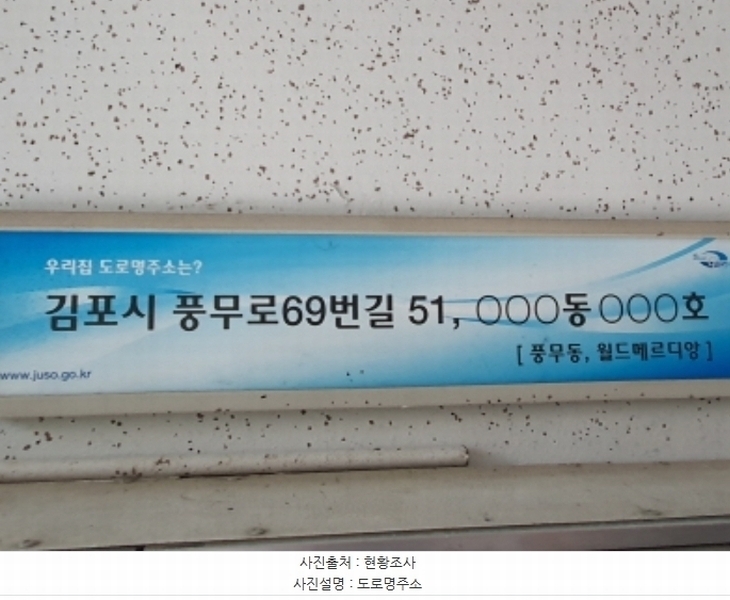 우리집 도로명주소는?
김포시 풍무로69번길 51, ○○○동 ○○○호
[ 풍무동, 월드메르디앙 ]
www.juso.go.kr
사진출처 : 현황조사
사진설명 : 도로명주소